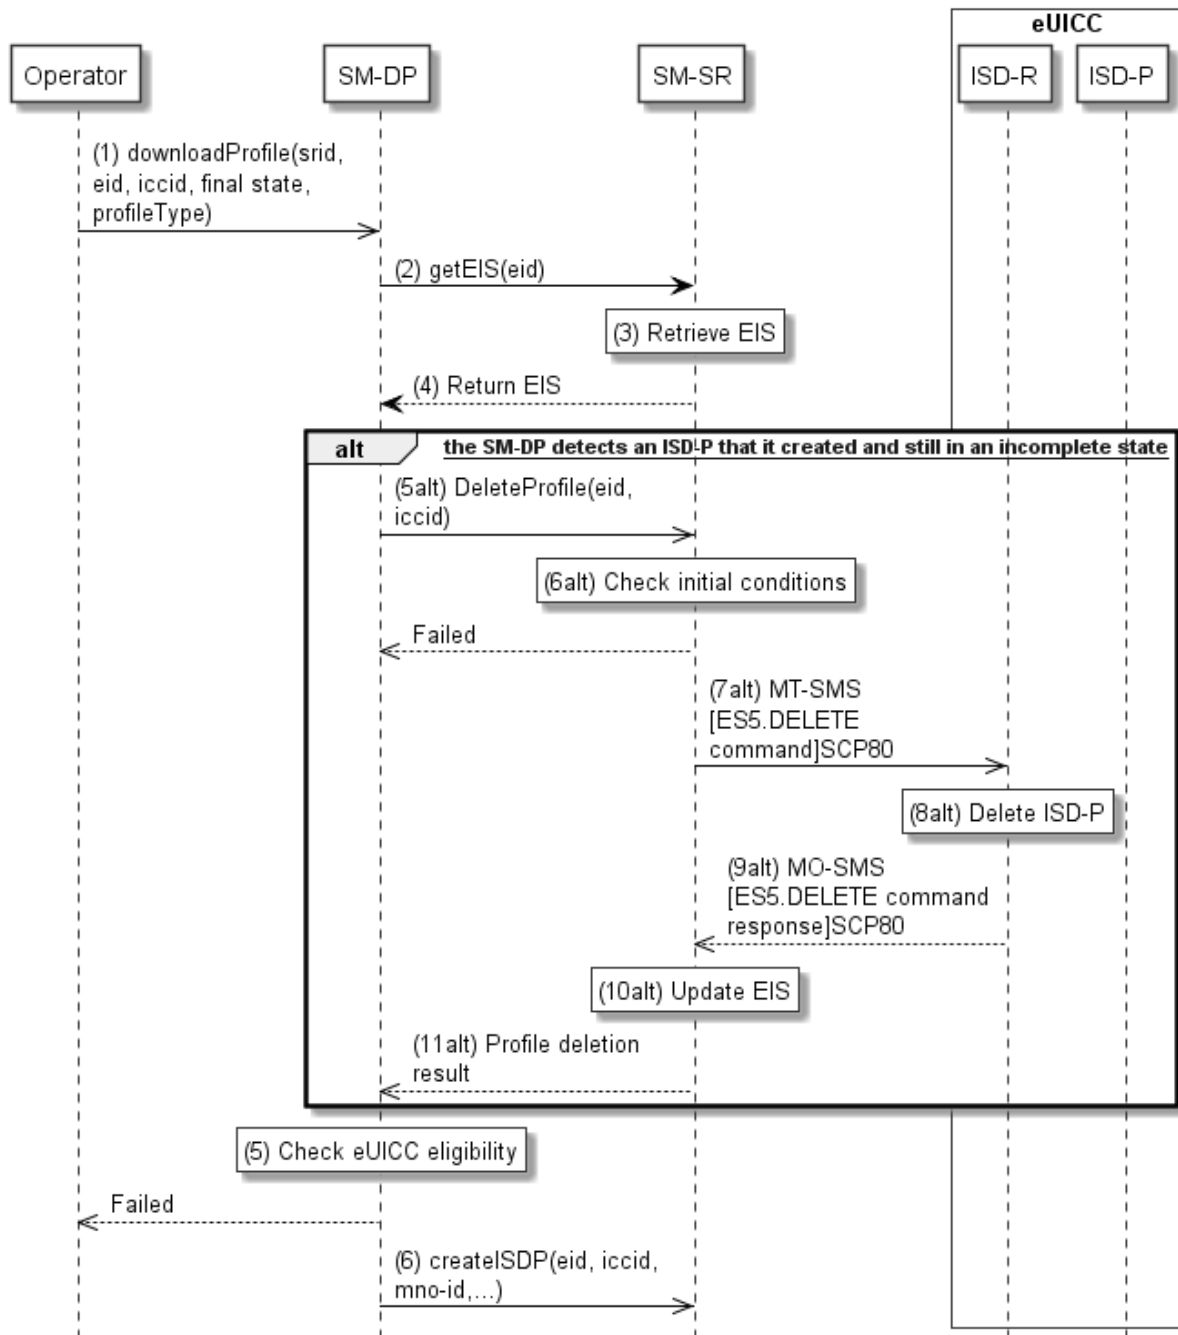 eUICC
Operator
SM-DP
SM-SR
ISD-R
ISD-P
(1) downloadProfile(srid,
eid, iccid, final state,
profileType)
(2) getEIS(eid)
(3) Retrieve EIS
(4) Return EIS
alt
the SM-DP detects an ISD-P that it created and still in an incomplete state
(5alt) DeleteProfile(eid,
iccid)
(6alt) Check initial conditions
Failed
(7alt) MT-SMS
[ES5.DELETE
command]SCP80
(8alt) Delete ISD-P
(9alt) MO-SMS
[ES5.DELETE command
response]SCP80
(10alt) Update EIS
(11alt) Profile deletion
result
(5) Check eUICC eligibility
Failed
(6) createISDP(eid, iccid,
mno-id,...)